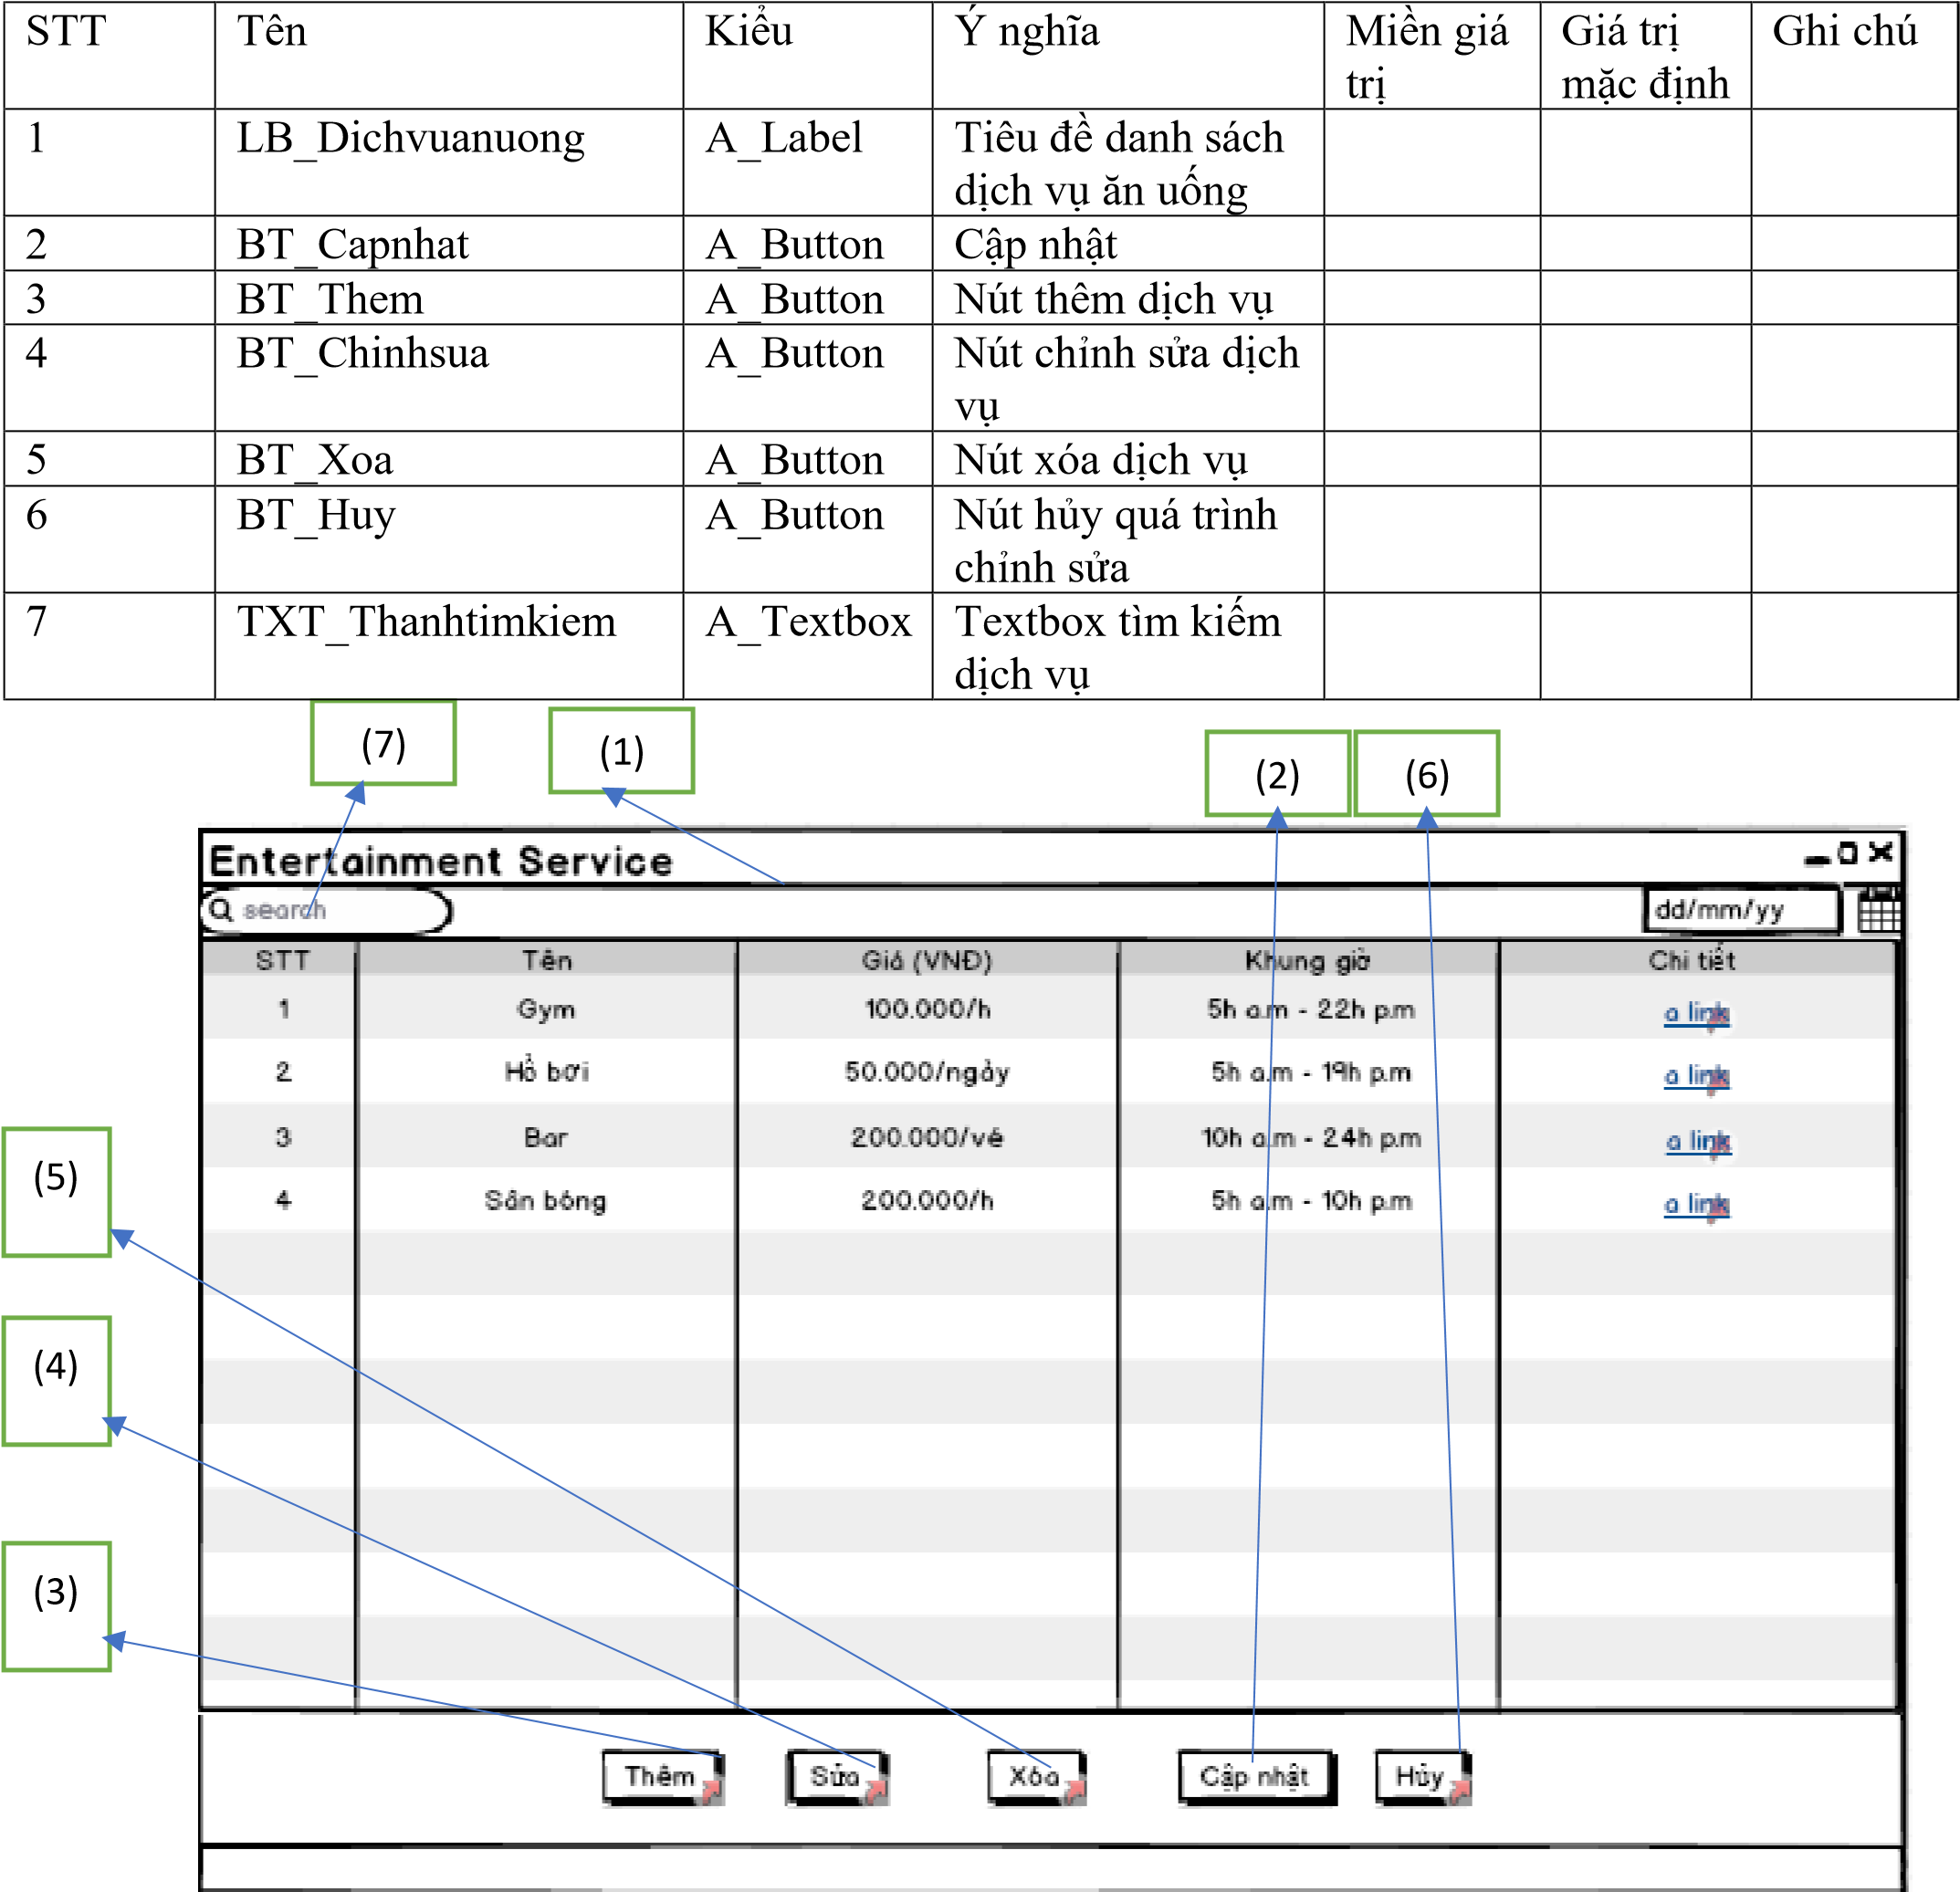 STT Tên Kiểu Ý nghĩa Miền giá trị Giá trị mặc định Ghi chú
1 LB_Dichvuanuong A_Label Tiêu đề danh sách dịch vụ ăn uống
2 BT_Capnhat A_Button Cập nhật
3 BT_Them A_Button Nút thêm dịch vụ
4 BT_Chinhsua A_Button Nút chỉnh sửa dịch vụ
5 BT_Xoa A_Button Nút xóa dịch vụ
6 BT_Huy A_Button Nút hủy quá trình chỉnh sửa
7 TXT_Thanhtimkiem A_Textbox Textbox tìm kiếm dịch vụ
(7) (1) (2) (6)
Entertainment Service
search dd/mm/yy
STT Tên Giá (VNĐ) Khung giờ Chi tiết
1 Gym 100.000/h 5h a.m - 22h p.m a link
2 Hồ bơi 50.000/ngày 5h a.m - 19h p.m a link
3 Bar 200.000/vé 10h a.m - 24h p.m a link
4 Sân bóng 200.000/h 5h a.m - 10h p.m a link
(5)
(4)
(3)
Thêm Sửa Xóa Cập nhật Hủy